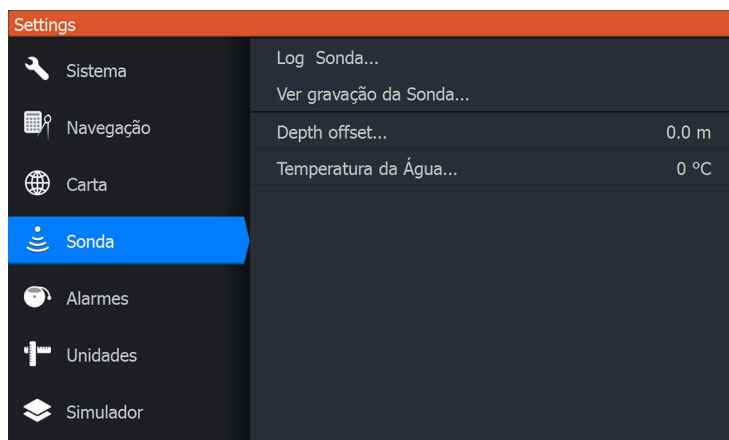 Settings
Sistema
Navegação
Carta
Sonda
Alarmes
Unidades
Simulador
Log Sonda...
Ver gravação da Sonda...
Depth offset... 0.0 m
Temperatura da Água... 0 ºC